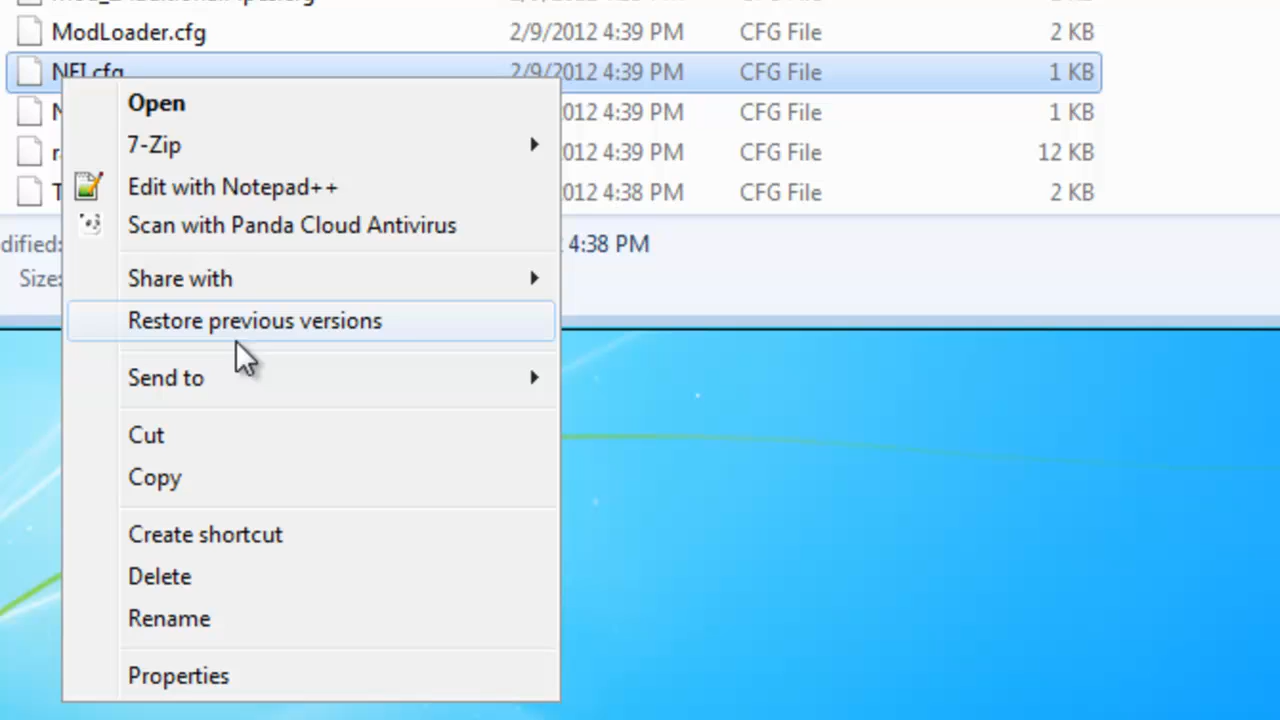 ModLoader.cfg 2/9/2012 4:39 PM CFG File 2 KB
NEI.cfg 2/9/2012 4:39 PM CFG File 1 KB
N 012 4:39 PM CFG File 1 KB
r 012 4:39 PM CFG File 12 KB
T 012 4:38 PM CFG File 2 KB
dified: 4:38 PM
Size:
Open
7-Zip
Edit with Notepad++
Scan with Panda Cloud Antivirus
Share with
Restore previous versions
Send to
Cut
Copy
Create shortcut
Delete
Rename
Properties